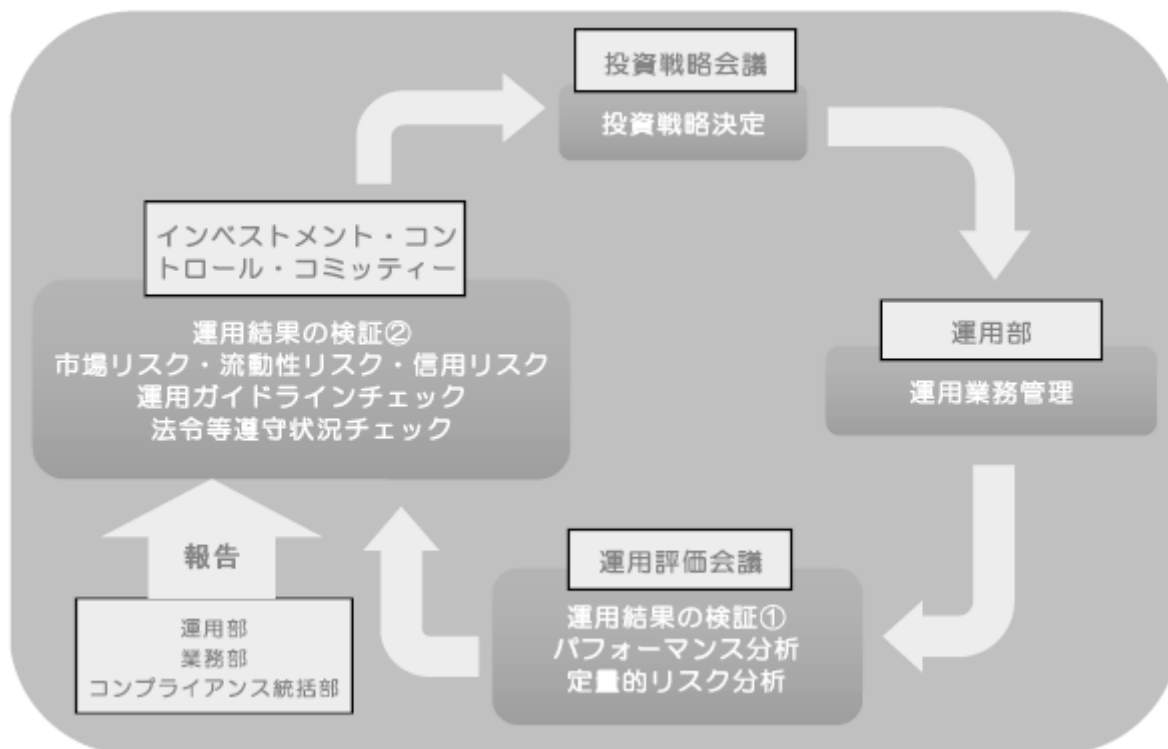 投資戦略会議
投資戦略決定
インベストメント・コン
トロール・コミッティー
運用結果の検証②
市場リスク・流動性リスク・信用リスク
運用ガイドラインチェック
法令等遵守状況チェック
運用部
運用業務管理
報告
運用部
業務部
コンプライアンス統括部
運用評価会議
運用結果の検証①
パフォーマンス分析
定量的リスク分析